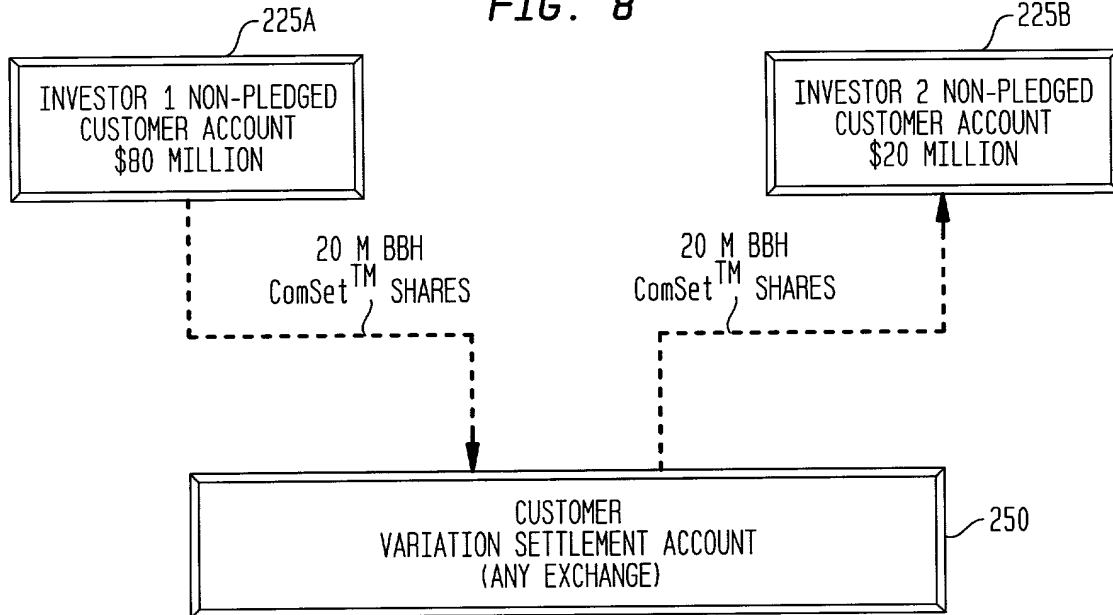 FIG. 8
225A
225B
INVESTOR 1 NON-PLEDGED
CUSTOMER ACCOUNT
$80 MILLION
INVESTOR 2 NON-PLEDGED
CUSTOMER ACCOUNT
$20 MILLION
20 M BBH
ComSet™ SHARES
20 M BBH
ComSet™ SHARES
CUSTOMER
VARIATION SETTLEMENT ACCOUNT
(ANY EXCHANGE)
250